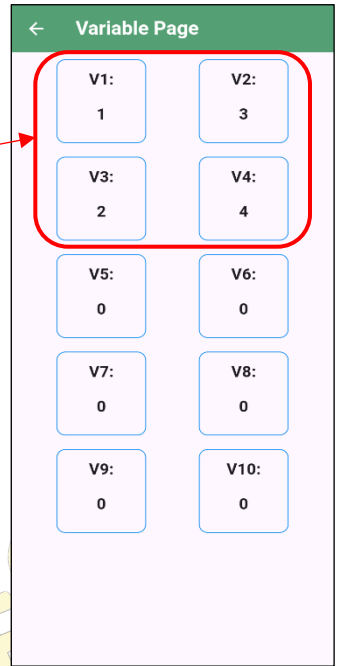 ← Variable Page
V1: V2:
1 3
V3: V4:
2 4
V5: V6:
0 0
V7: V8:
0 0
V9: V10:
0 0